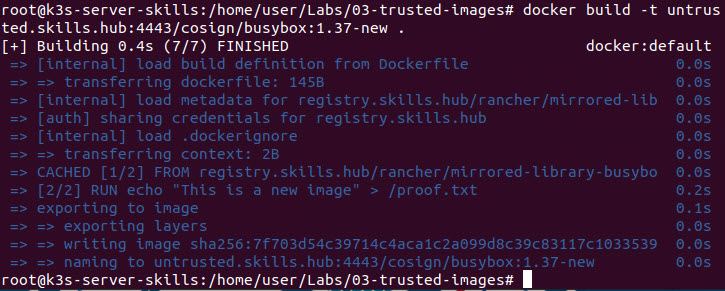 root@k3s-server-skills:/home/user/Labs/03-trusted-images# docker build -t untrus
ted.skills.hub:4443/cosign/busybox:1.37-new .
[+] Building 0.4s (7/7) FINISHED docker:default
=> [internal] load build definition from Dockerfile 0.0s
=> => transferring dockerfile: 145B 0.0s
=> [internal] load metadata for registry.skills.hub/rancher/mirrored-lib 0.0s
=> [auth] sharing credentials for registry.skills.hub 0.0s
=> [internal] load .dockerignore 0.0s
=> => transferring context: 2B 0.0s
=> CACHED [1/2] FROM registry.skills.hub/rancher/mirrored-library-busybo 0.0s
=> [2/2] RUN echo "This is a new image" > /proof.txt 0.2s
=> exporting to image 0.1s
=> => exporting layers 0.0s
=> => writing image sha256:7f703d54c39714c4aca1c2a099d8c39c83117c1033539 0.0s
=> => naming to untrusted.skills.hub:4443/cosign/busybox:1.37-new 0.0s
root@k3s-server-skills:/home/user/Labs/03-trusted-images#